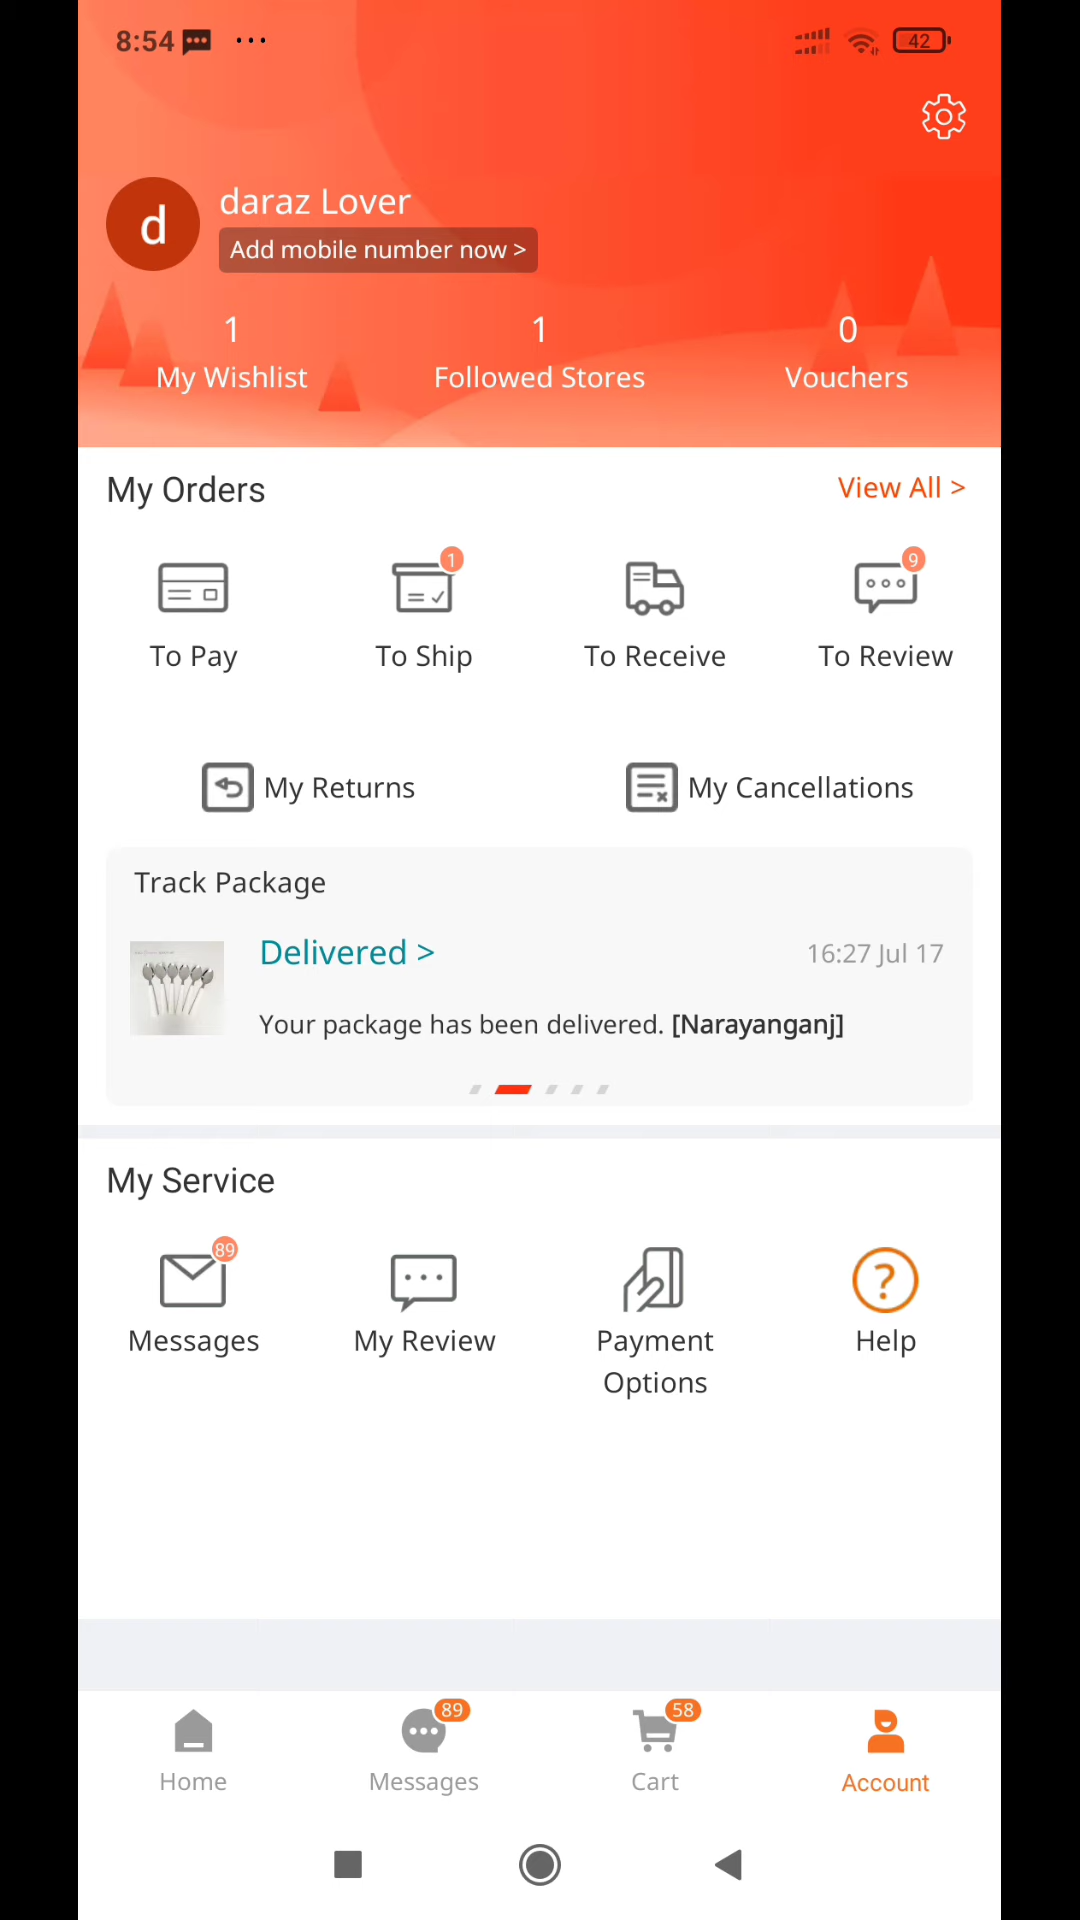 8:54
42
d
daraz Lover
Add mobile number now >
1
1
0
My Wishlist
Followed Stores
Vouchers
My Orders
View All >
1
9
To Pay
To Ship
To Receive
To Review
My Returns
My Cancellations
Track Package
Delivered >
16:27 Jul 17
Your package has been delivered. [Narayanganj]
My Service
89
?
Messages
My Review
Payment
Options
Help
89
58
Home
Messages
Cart
Account